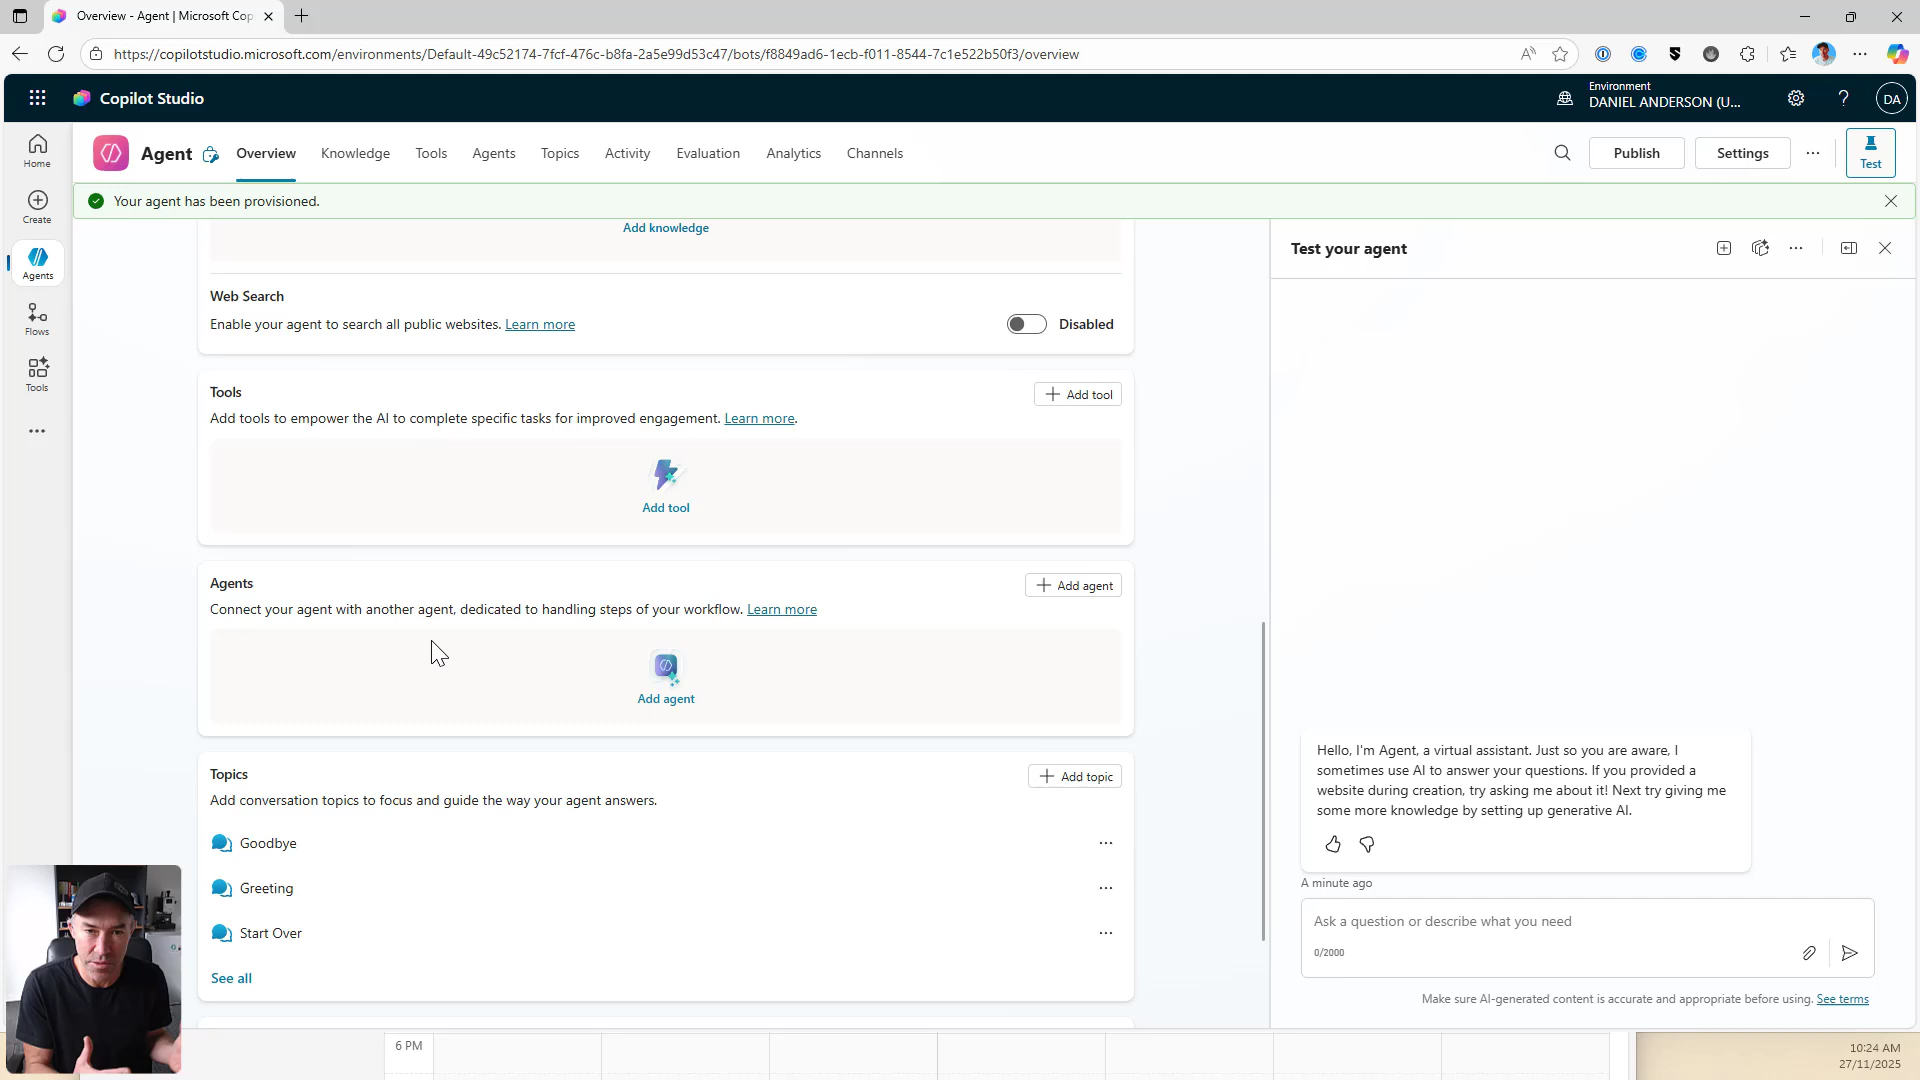 Overview - Agent | Microsoft Cop
https://copilotstudio.microsoft.com/environments/Default-49c52174-7fcf-476c-b8fa-2a5e99d53c47/bots/f8849ad6-1ecb-f011-8544-7c1e522b50f3/overview
Copilot Studio
Environment
DANIEL ANDERSON (U...
DA
Home
Create
Agents
Flows
Tools
Agent
Overview
Knowledge
Tools
Agents
Topics
Activity
Evaluation
Analytics
Channels
Publish
Settings
Test
Your agent has been provisioned.
Add knowledge
Web Search
Enable your agent to search all public websites. Learn more
Disabled
Tools
Add tool
Add tools to empower the AI to complete specific tasks for improved engagement. Learn more.
Add tool
Agents
Add agent
Connect your agent with another agent, dedicated to handling steps of your workflow. Learn more
Add agent
Topics
Add topic
Add conversation topics to focus and guide the way your agent answers.
Goodbye
Greeting
Start Over
See all
Test your agent
Hello, I'm Agent, a virtual assistant. Just so you are aware, I
sometimes use AI to answer your questions. If you provided a
website during creation, try asking me about it! Next try giving me
some more knowledge by setting up generative AI.
A minute ago
Ask a question or describe what you need
0/2000
Make sure AI-generated content is accurate and appropriate before using. See terms
6 PM
10:24 AM
27/11/2025